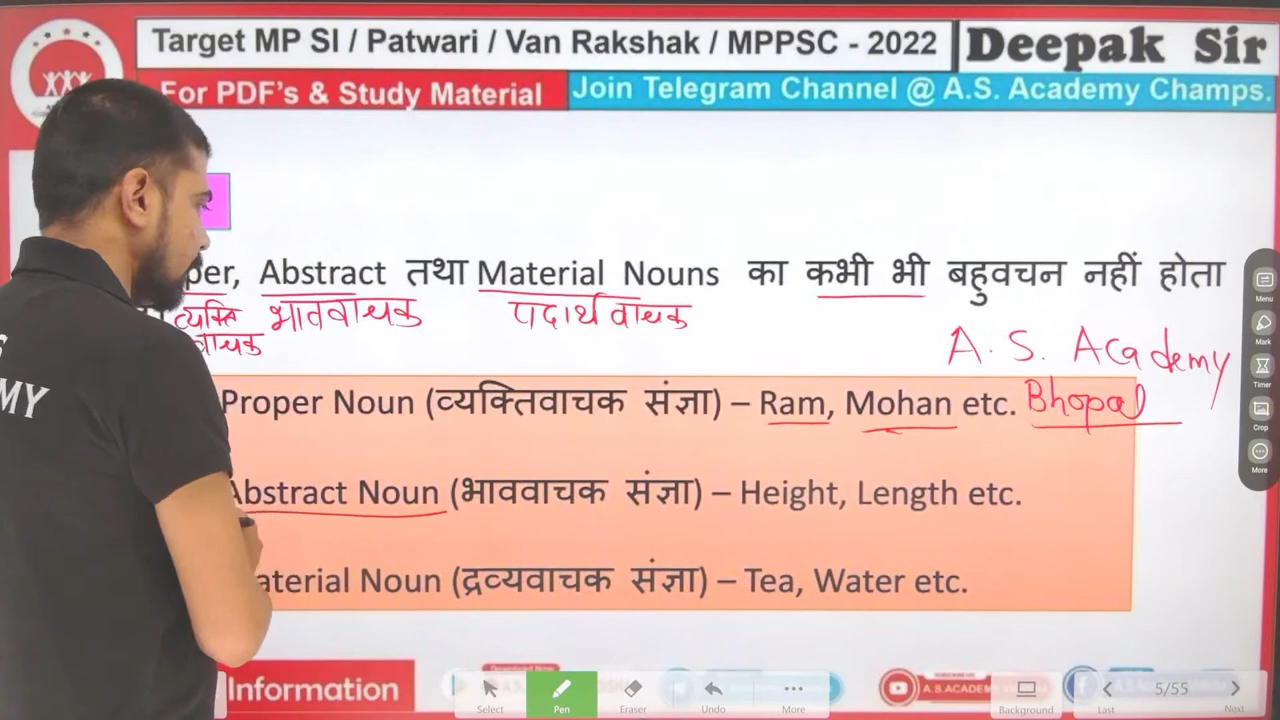 Target MP SI / Patwari / Van Rakshak / MPPSC - 2022
Deepak Sir
For PDF's & Study Material
Join Telegram Channel @ A.S. Academy Champs.
per, Abstract तथा Material Nouns का कभी भी बहुवचन नहीं होता
व्यक्ति वाचक
भाववाचक
पदार्थ वाचक
A. S. Academy
Proper Noun (व्यक्तिवाचक संज्ञा) – Ram, Mohan etc. Bhopal
Abstract Noun (भाववाचक संज्ञा) – Height, Length etc.
aterial Noun (द्रव्यवाचक संज्ञा) – Tea, Water etc.
MY
Information
Select
Pen
Eraser
Undo
More
Background
Last
5/55
Next
Menu
Mark
Timer
Crop
More